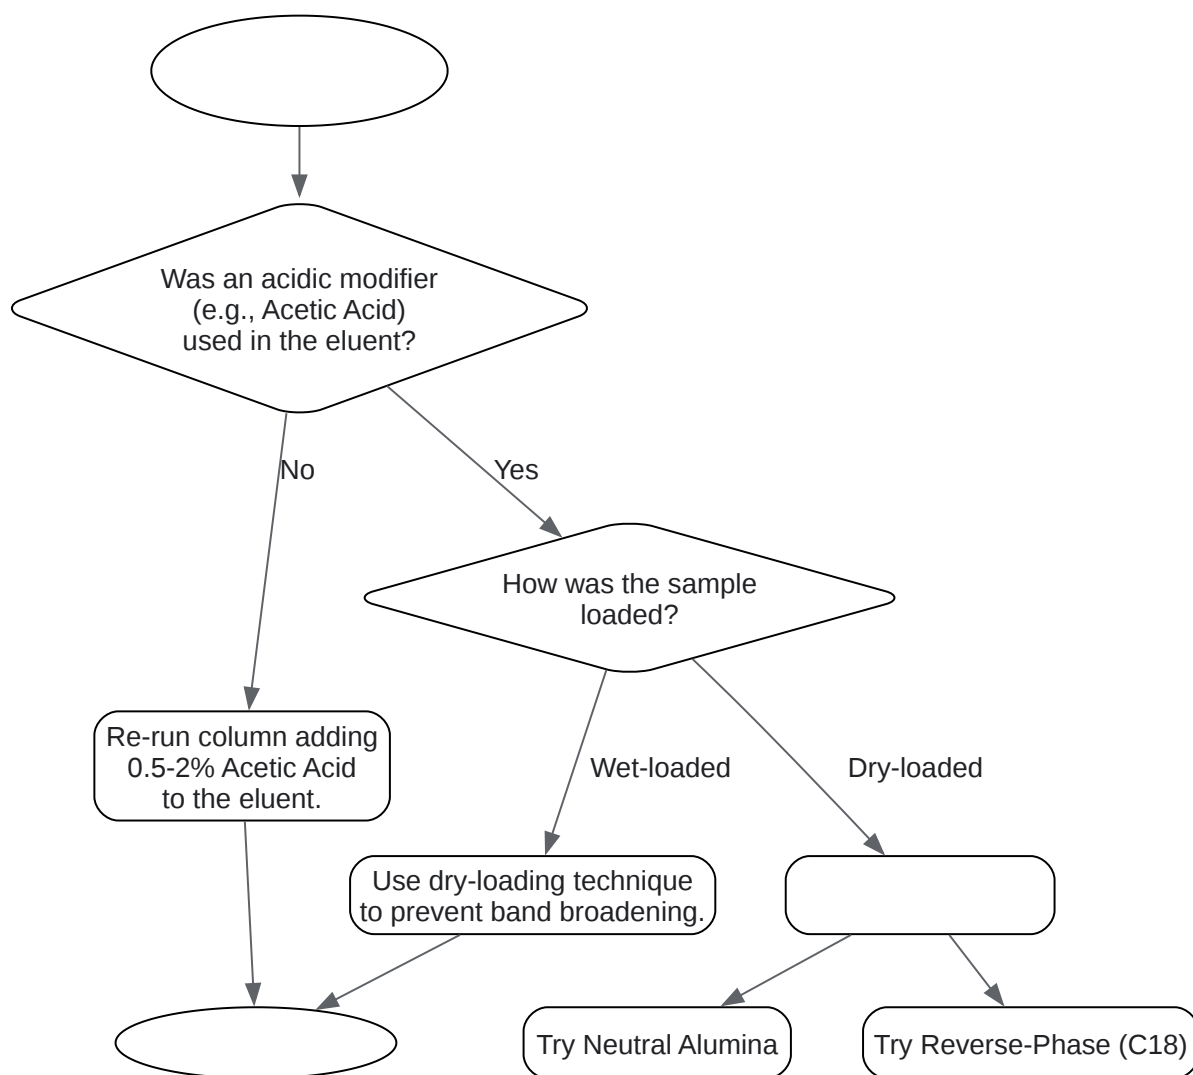 Was an acidic modifier
(e.g., Acetic Acid)
used in the eluent?
No
Yes
How was the sample
loaded?
Re-run column adding
0.5-2% Acetic Acid
to the eluent.
Wet-loaded
Dry-loaded
Use dry-loading technique
to prevent band broadening.
Try Neutral Alumina
Try Reverse-Phase (C18)